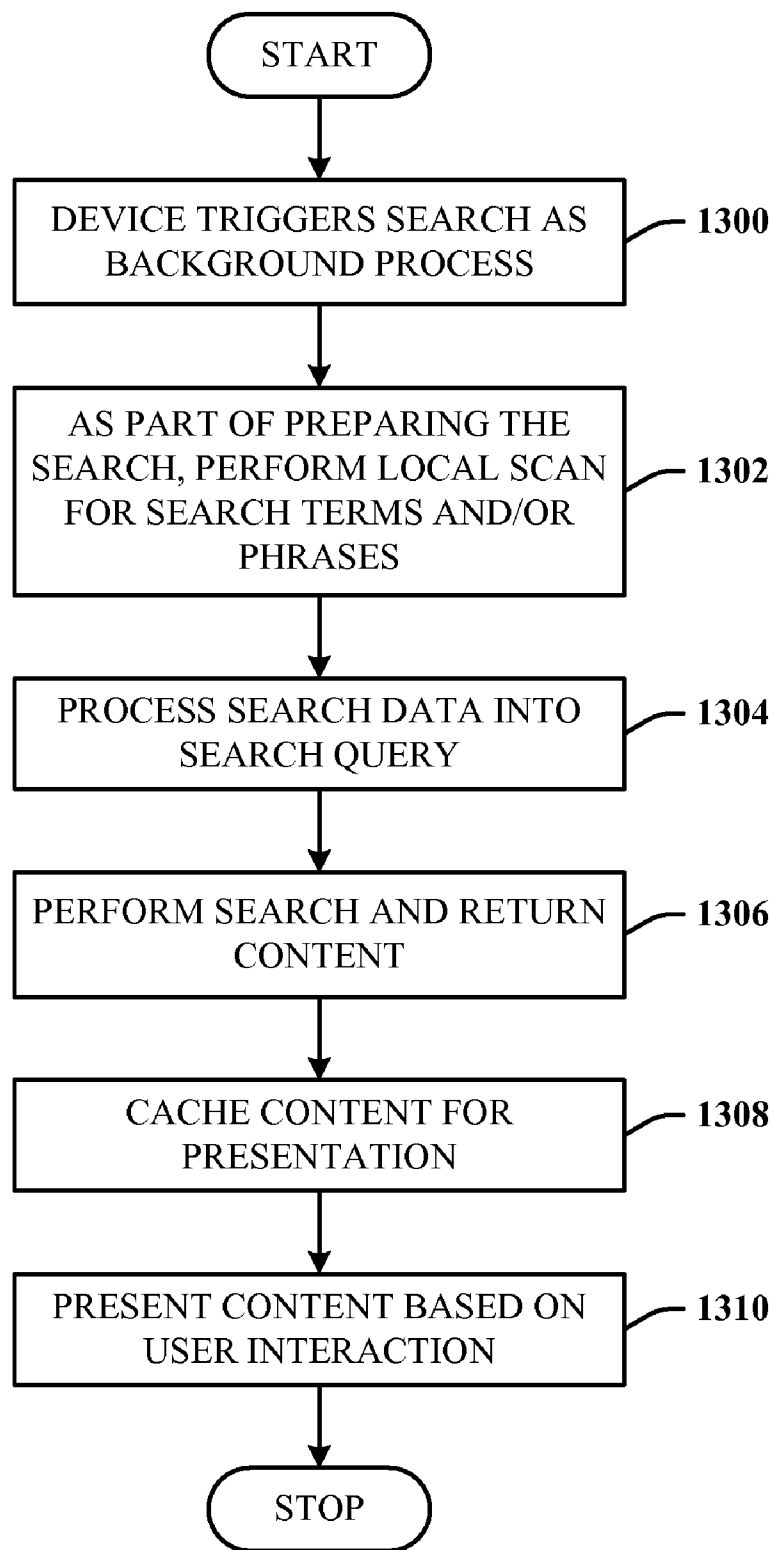 START
DEVICE TRIGGERS SEARCH AS
BACKGROUND PROCESS
1300
AS PART OF PREPARING THE
SEARCH, PERFORM LOCAL SCAN
FOR SEARCH TERMS AND/OR
PHRASES
1302
PROCESS SEARCH DATA INTO
SEARCH QUERY
1304
PERFORM SEARCH AND RETURN
CONTENT
1306
CACHE CONTENT FOR
PRESENTATION
1308
PRESENT CONTENT BASED ON
USER INTERACTION
1310
STOP